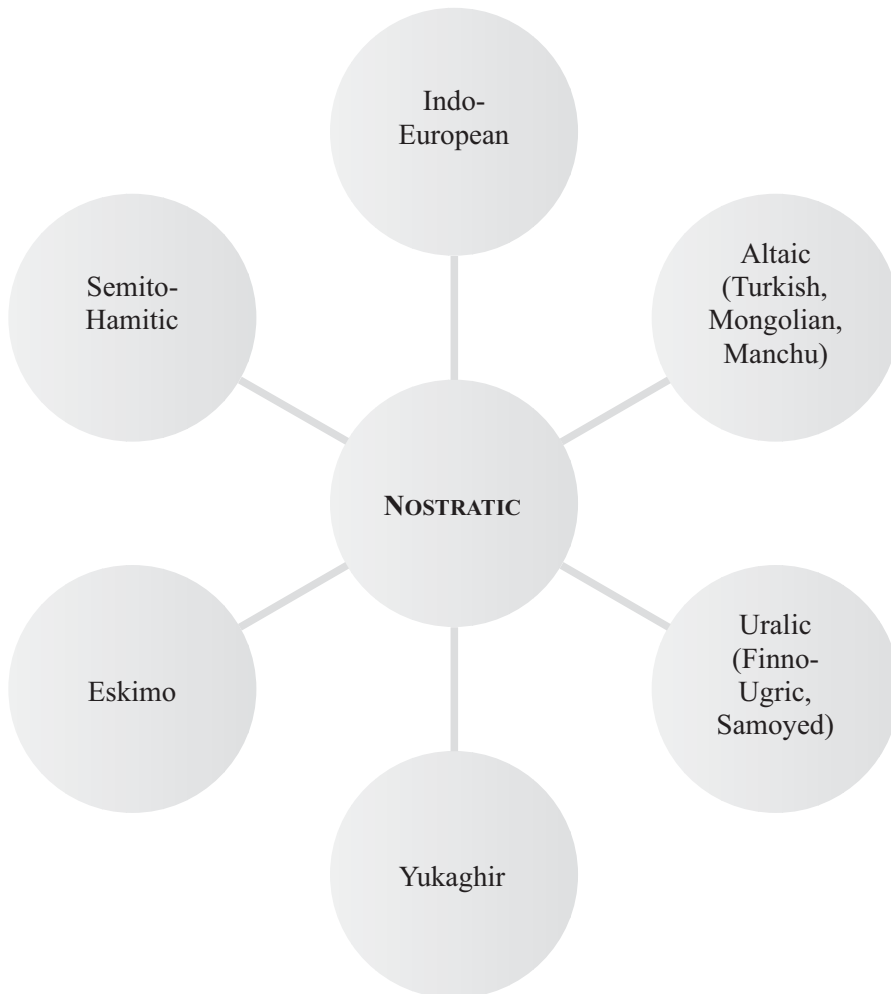 Indo-
European
Altaic
(Turkish,
Mongolian,
Manchu)
Semito-
Hamitic
NOSTRATIC
Uralic
(Finno-
Ugric,
Samoyed)
Eskimo
Yukaghir